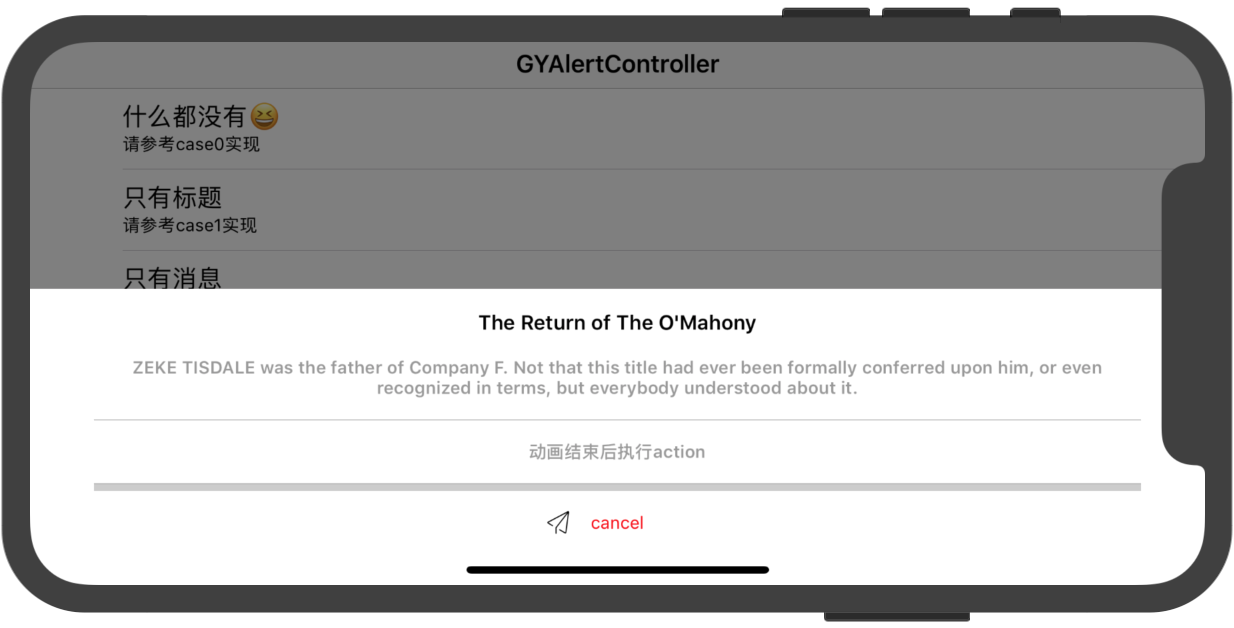 GYAlertController
什么都没有😆
请参考case0实现
只有标题
请参考case1实现
只有消息
The Return of The O'Mahony
ZEKE TISDALE was the father of Company F. Not that this title had ever been formally conferred upon him, or even
recognized in terms, but everybody understood about it.
动画结束后执行action
cancel